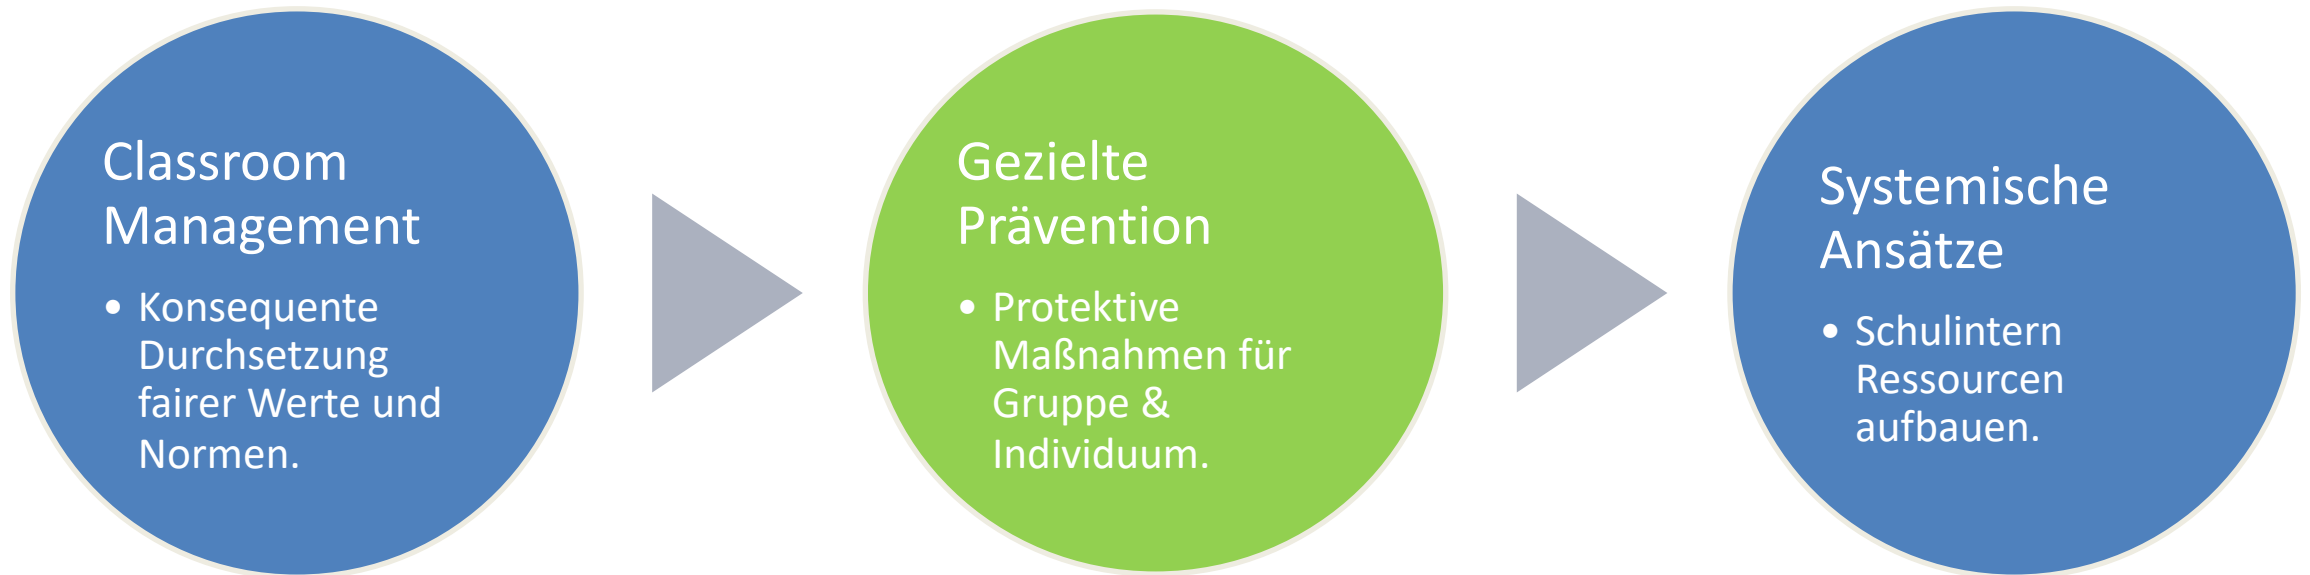 Classroom
Management
• Konsequente
Durchsetzung
fairer Werte und
Normen.
Gezielte
Prävention
• Protektive
Maßnahmen für
Gruppe &
Individuum.
Systemische
Ansätze
• Schulintern
Ressourcen
aufbauen.